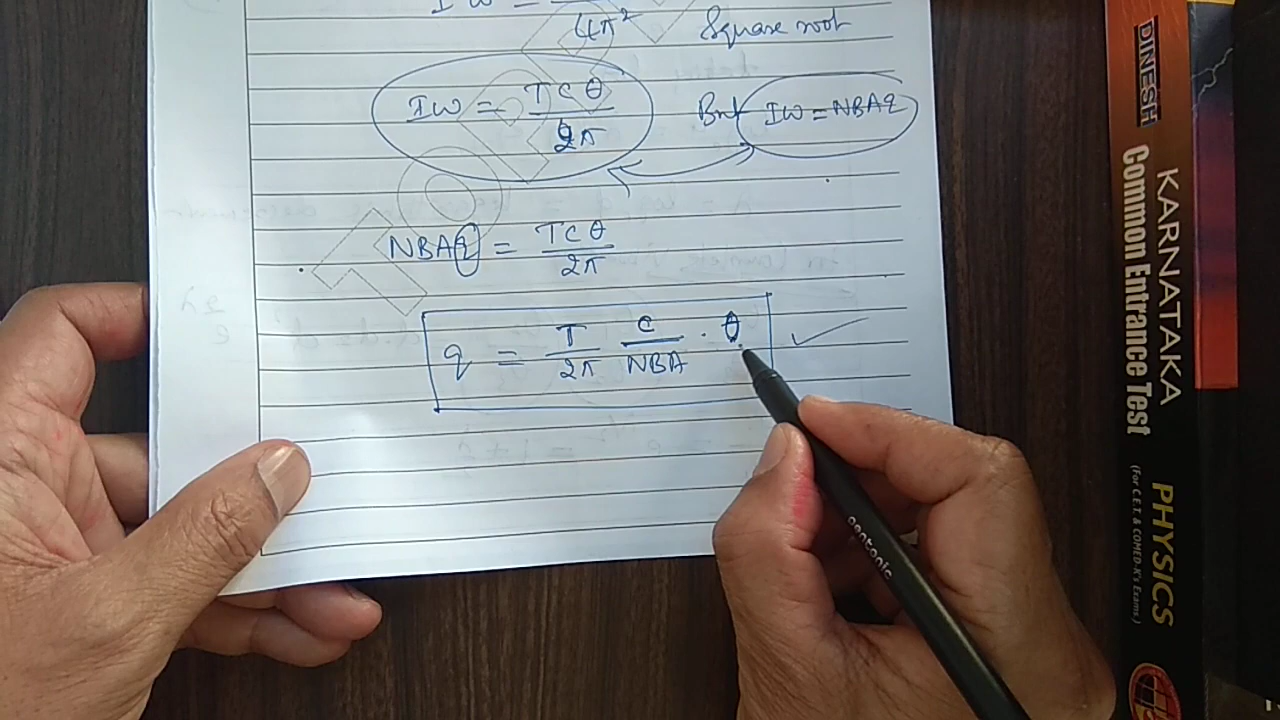 Iω =
4π² Square root
Iω = TCθ / 2π But Iω = NBAq
NBAq = TCθ / 2π
q = T / 2π C / NBA · θ
DINESH
KARNATAKA
Common Entrance Test
PHYSICS
(For C.E.T. & COMED-K's Exams.)